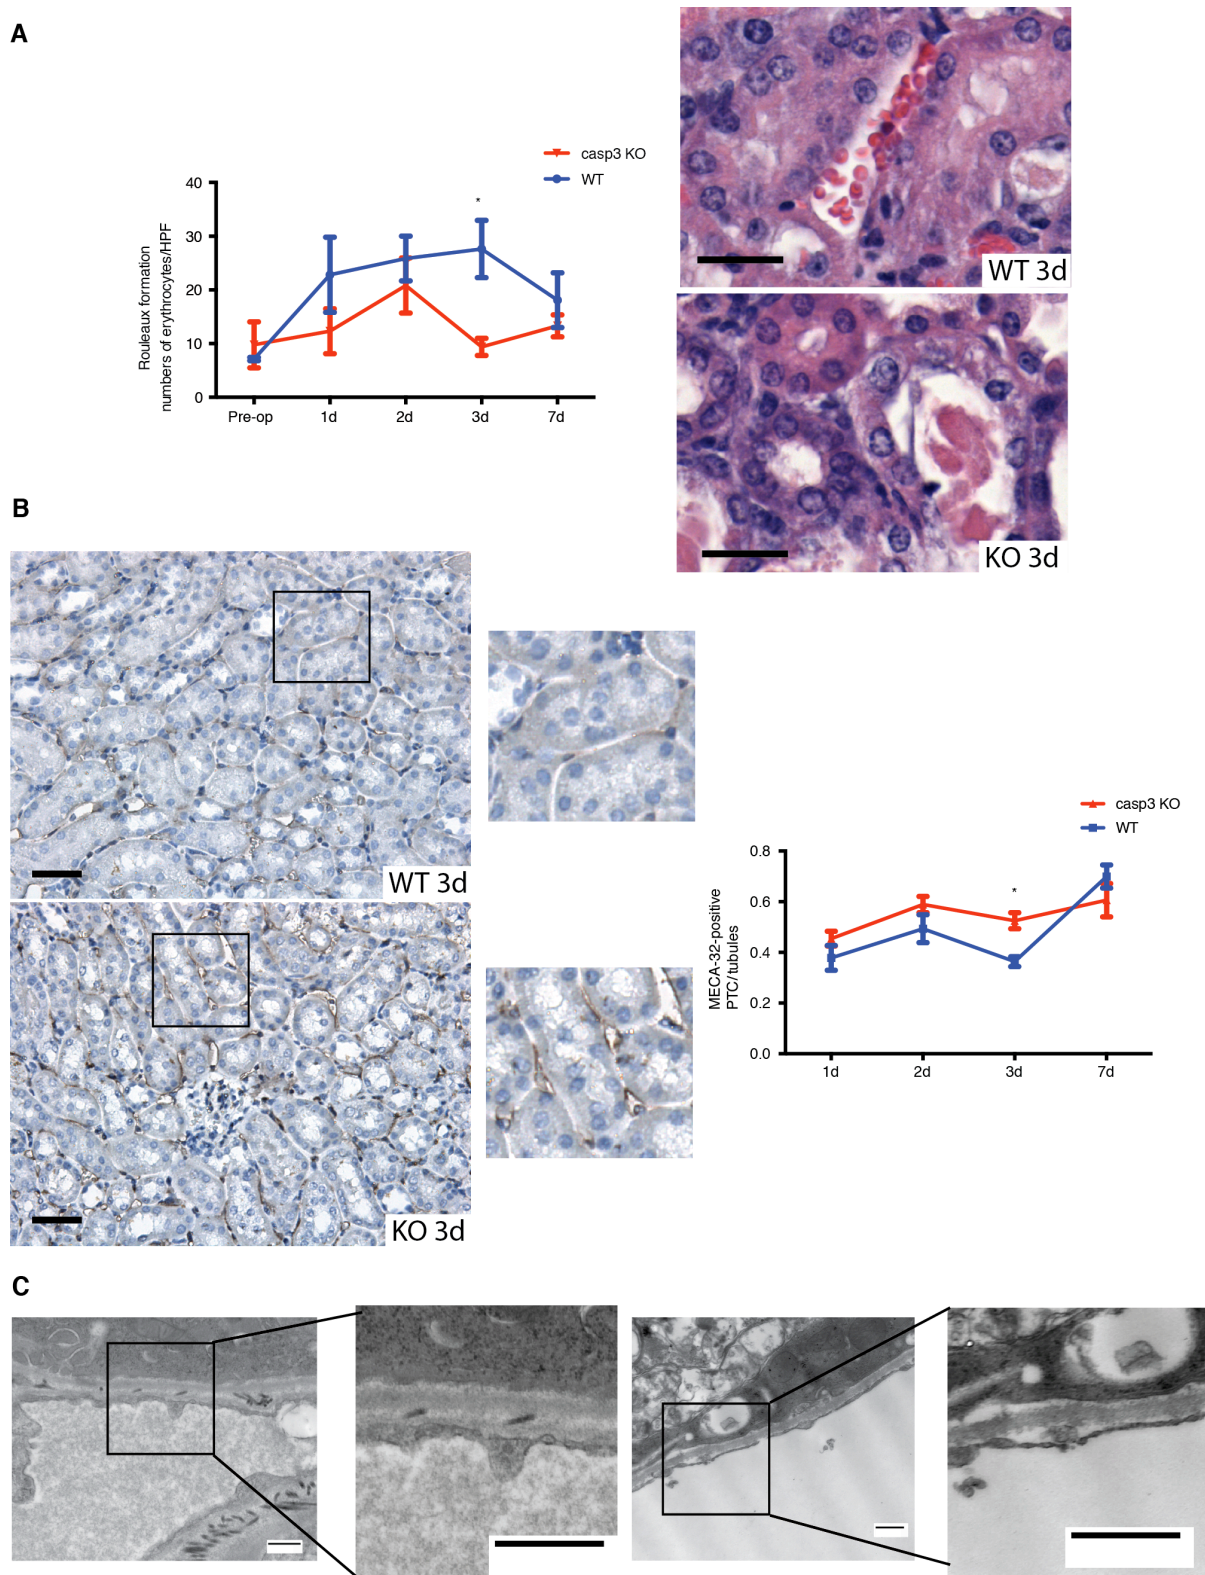 A
casp3 KO
WT
*
40
30
20
10
0
Rouleaux formation
numbers of erythrocytes/HPF
Pre-op 1d 2d 3d 7d
WT 3d
KO 3d
B
WT 3d
KO 3d
casp3 KO
WT
*
0.8
0.6
0.4
0.2
0.0
MECA-32-positive
PTC/ tubules
1d 2d 3d 7d
C